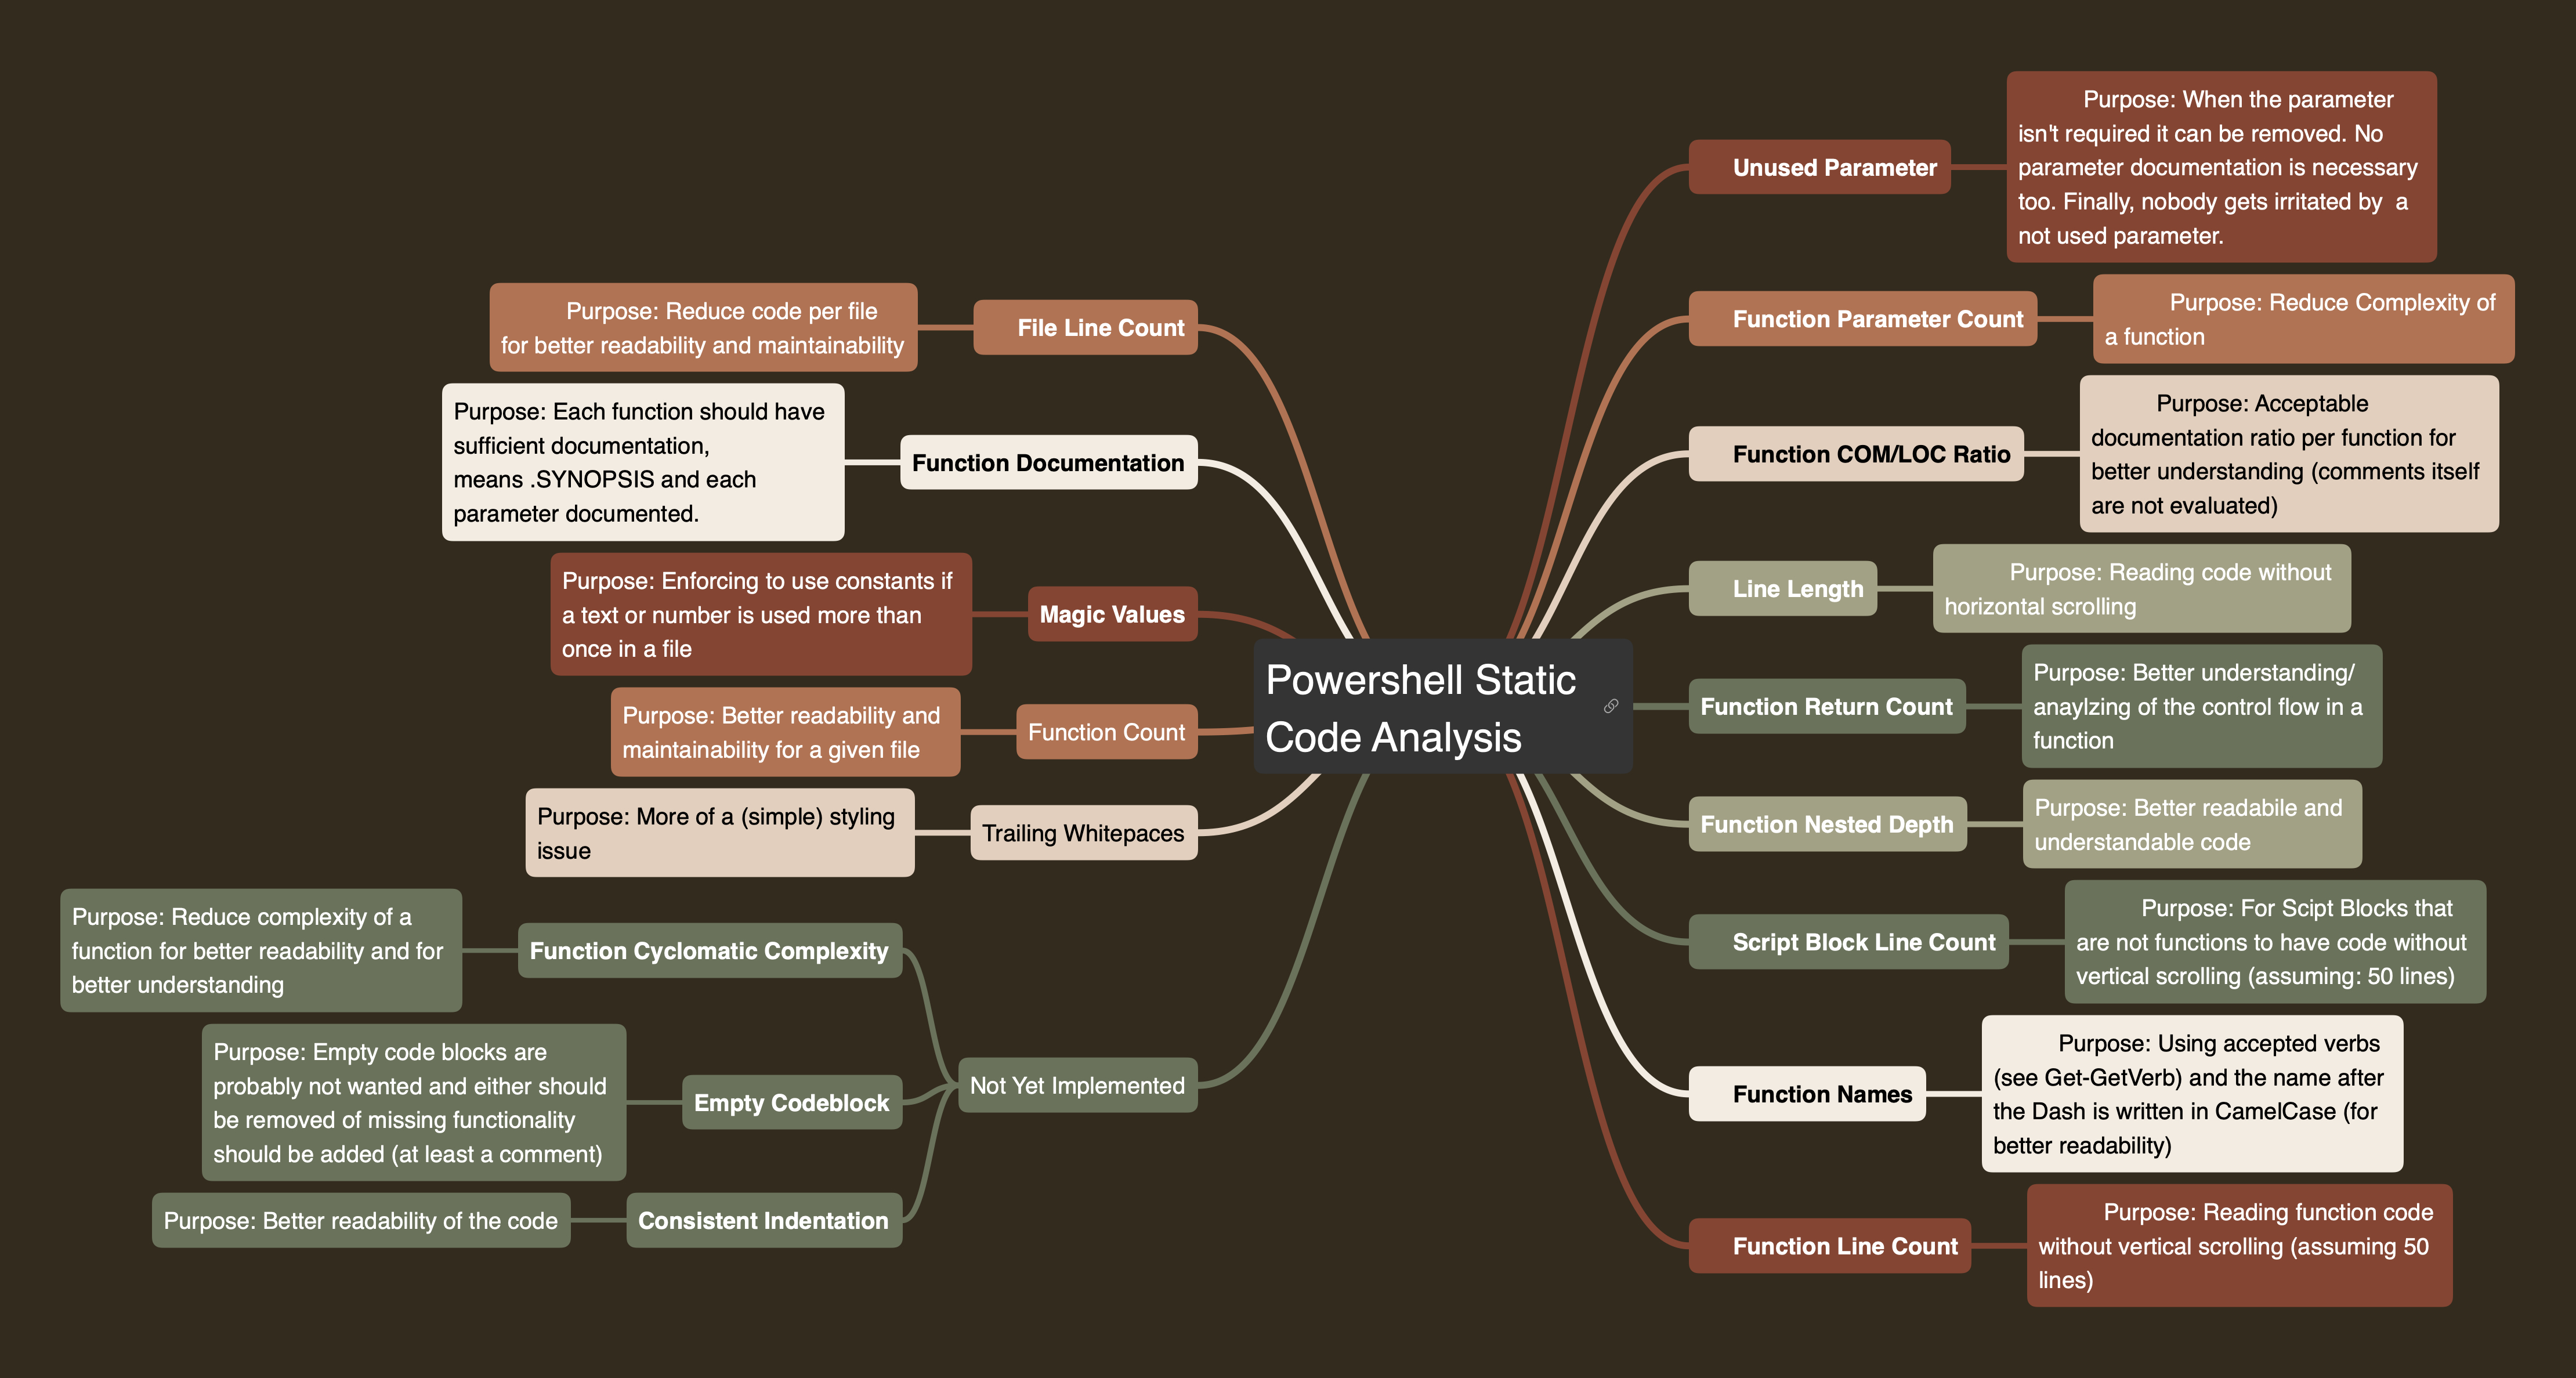 Powershell Static
Code Analysis
Unused Parameter
Purpose: When the parameter
isn't required it can be removed. No
parameter documentation is necessary
too. Finally, nobody gets irritated by  a
not used parameter.
Function Parameter Count
Purpose: Reduce Complexity of
a function
Function COM/LOC Ratio
Purpose: Acceptable
documentation ratio per function for
better understanding (comments itself
are not evaluated)
Line Length
Purpose: Reading code without
horizontal scrolling
Function Return Count
Purpose: Better understanding/
anaylzing of the control flow in a
function
Function Nested Depth
Purpose: Better readabile and
understandable code
Script Block Line Count
Purpose: For Scipt Blocks that
are not functions to have code without
vertical scrolling (assuming: 50 lines)
Function Names
Purpose: Using accepted verbs
(see Get-GetVerb) and the name after
the Dash is written in CamelCase (for
better readability)
Function Line Count
Purpose: Reading function code
without vertical scrolling (assuming 50
lines)
File Line Count
Purpose: Reduce code per file
for better readability and maintainability
Function Documentation
Purpose: Each function should have
sufficient documentation,
means .SYNOPSIS and each
parameter documented.
Magic Values
Purpose: Enforcing to use constants if
a text or number is used more than
once in a file
Function Count
Purpose: Better readability and
maintainability for a given file
Trailing Whitepaces
Purpose: More of a (simple) styling
issue
Not Yet Implemented
Function Cyclomatic Complexity
Purpose: Reduce complexity of a
function for better readability and for
better understanding
Empty Codeblock
Purpose: Empty code blocks are
probably not wanted and either should
be removed of missing functionality
should be added (at least a comment)
Consistent Indentation
Purpose: Better readability of the code